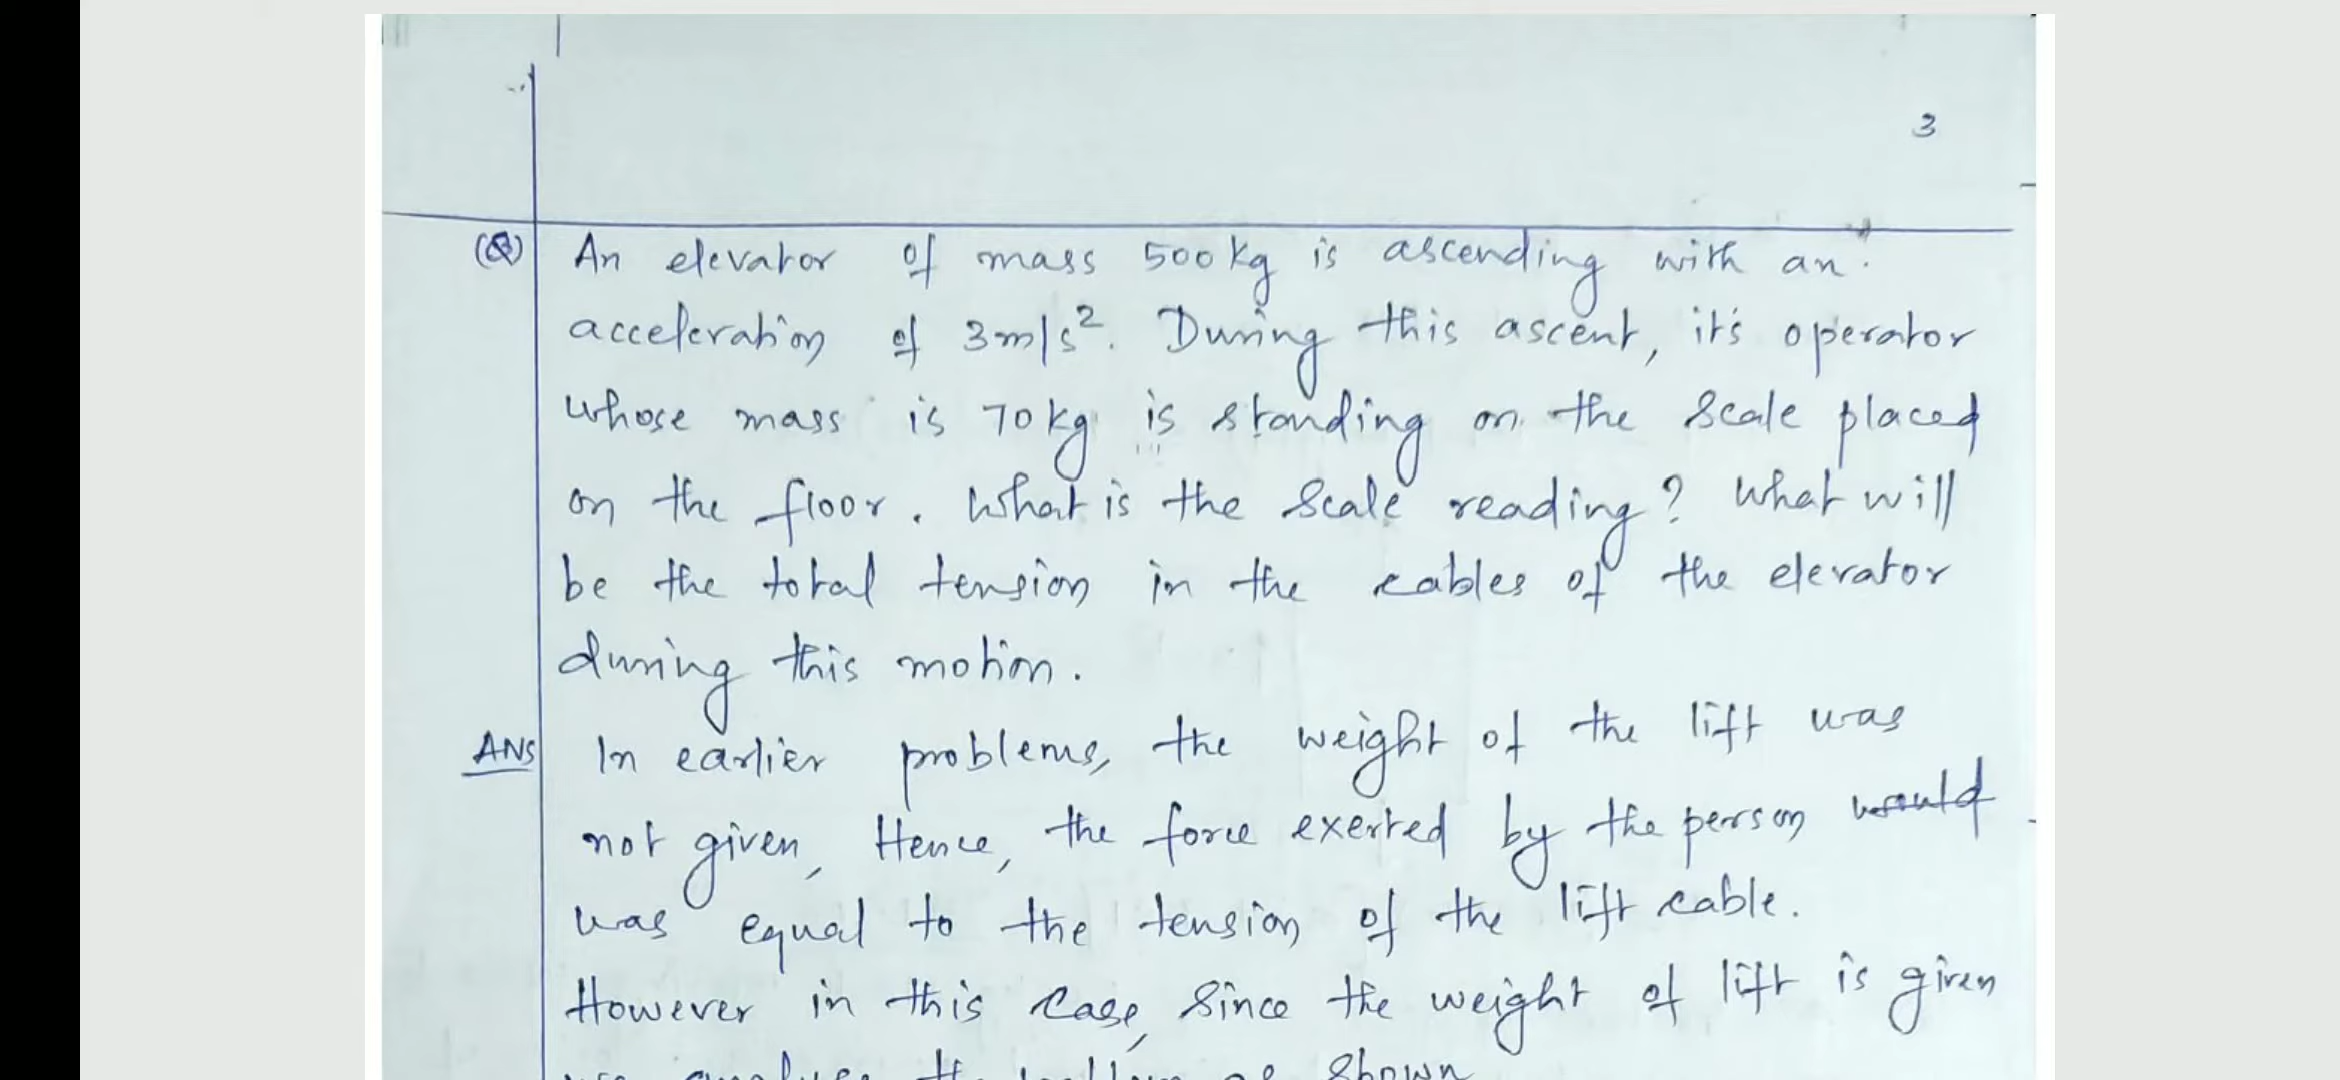 3
(Q) An elevator of mass 500 kg is ascending with an
acceleration of 3m/s². During this ascent, it's operator
whose mass is 70 kg is standing on the scale placed
on the floor. What is the scale reading? What will
be the total tension in the cables of the elevator
during this motion.
ANS In earlier problems, the weight of the lift was
not given, Hence, the force exerted by the person would
was equal to the tension of the lift cable.
However in this case, since the weight of lift is given
shown